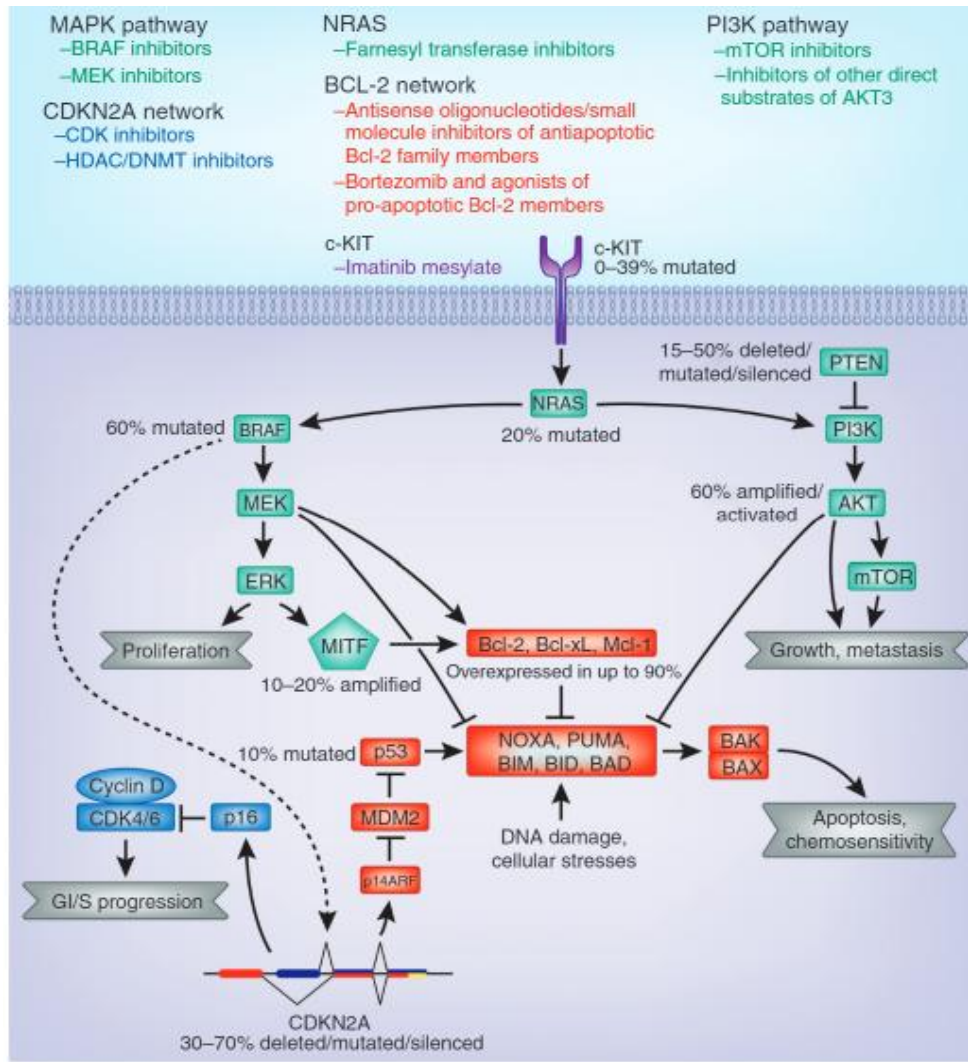 MAPK pathway
–BRAF inhibitors
–MEK inhibitors
CDKN2A network
–CDK inhibitors
–HDAC/DNMT inhibitors
NRAS
–Farnesyl transferase inhibitors
BCL-2 network
–Antisense oligonucleotides/small
molecule inhibitors of antiapoptotic
Bcl-2 family members
–Bortezomib and agonists of
pro-apoptotic Bcl-2 members
c-KIT
–Imatinib mesylate
PI3K pathway
–mTOR inhibitors
–Inhibitors of other direct
substrates of AKT3
c-KIT
0–39% mutated
15–50% deleted/
mutated/silenced
PTEN
NRAS
20% mutated
60% mutated
BRAF
PI3K
MEK
60% amplified/
activated
AKT
ERK
mTOR
Proliferation
MITF
10–20% amplified
Bcl-2, Bcl-xL, Mcl-1
Overexpressed in up to 90%
Growth, metastasis
10% mutated
p53
NOXA, PUMA,
BIM, BID, BAD
BAK
BAX
Cyclin D
CDK4/6
p16
MDM2
DNA damage,
cellular stresses
Apoptosis,
chemosensitivity
p14ARF
GI/S progression
CDKN2A
30–70% deleted/mutated/silenced